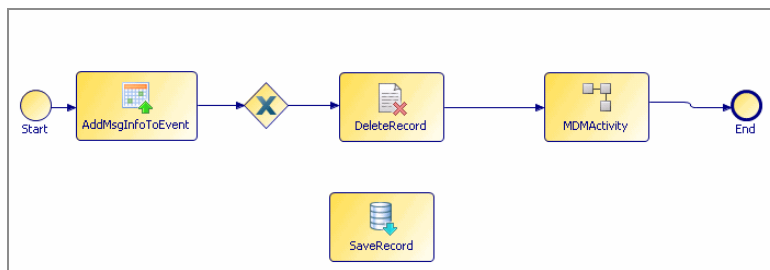 Start
AddMsgInfoToEvent
DeleteRecord
MDMActivity
End
SaveRecord